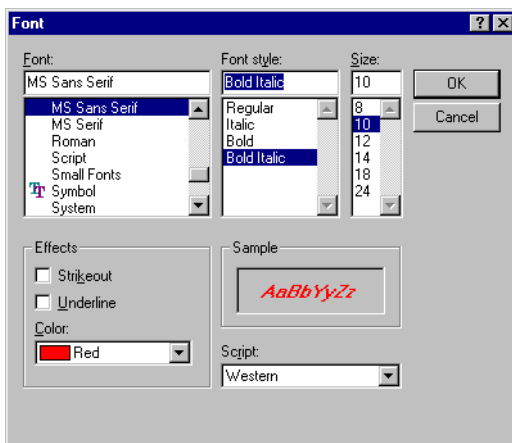 Font
Font:
MS Sans Serif
MS Sans Serif
MS Serif
Roman
Script
Small Fonts
Symbol
System
Font style:
Bold Italic
Regular
Italic
Bold
Bold Italic
Size:
10
8
10
12
14
18
24
OK
Cancel
Effects
Strikeout
Underline
Color:
Red
Sample
AaBbYyZz
Script:
Western